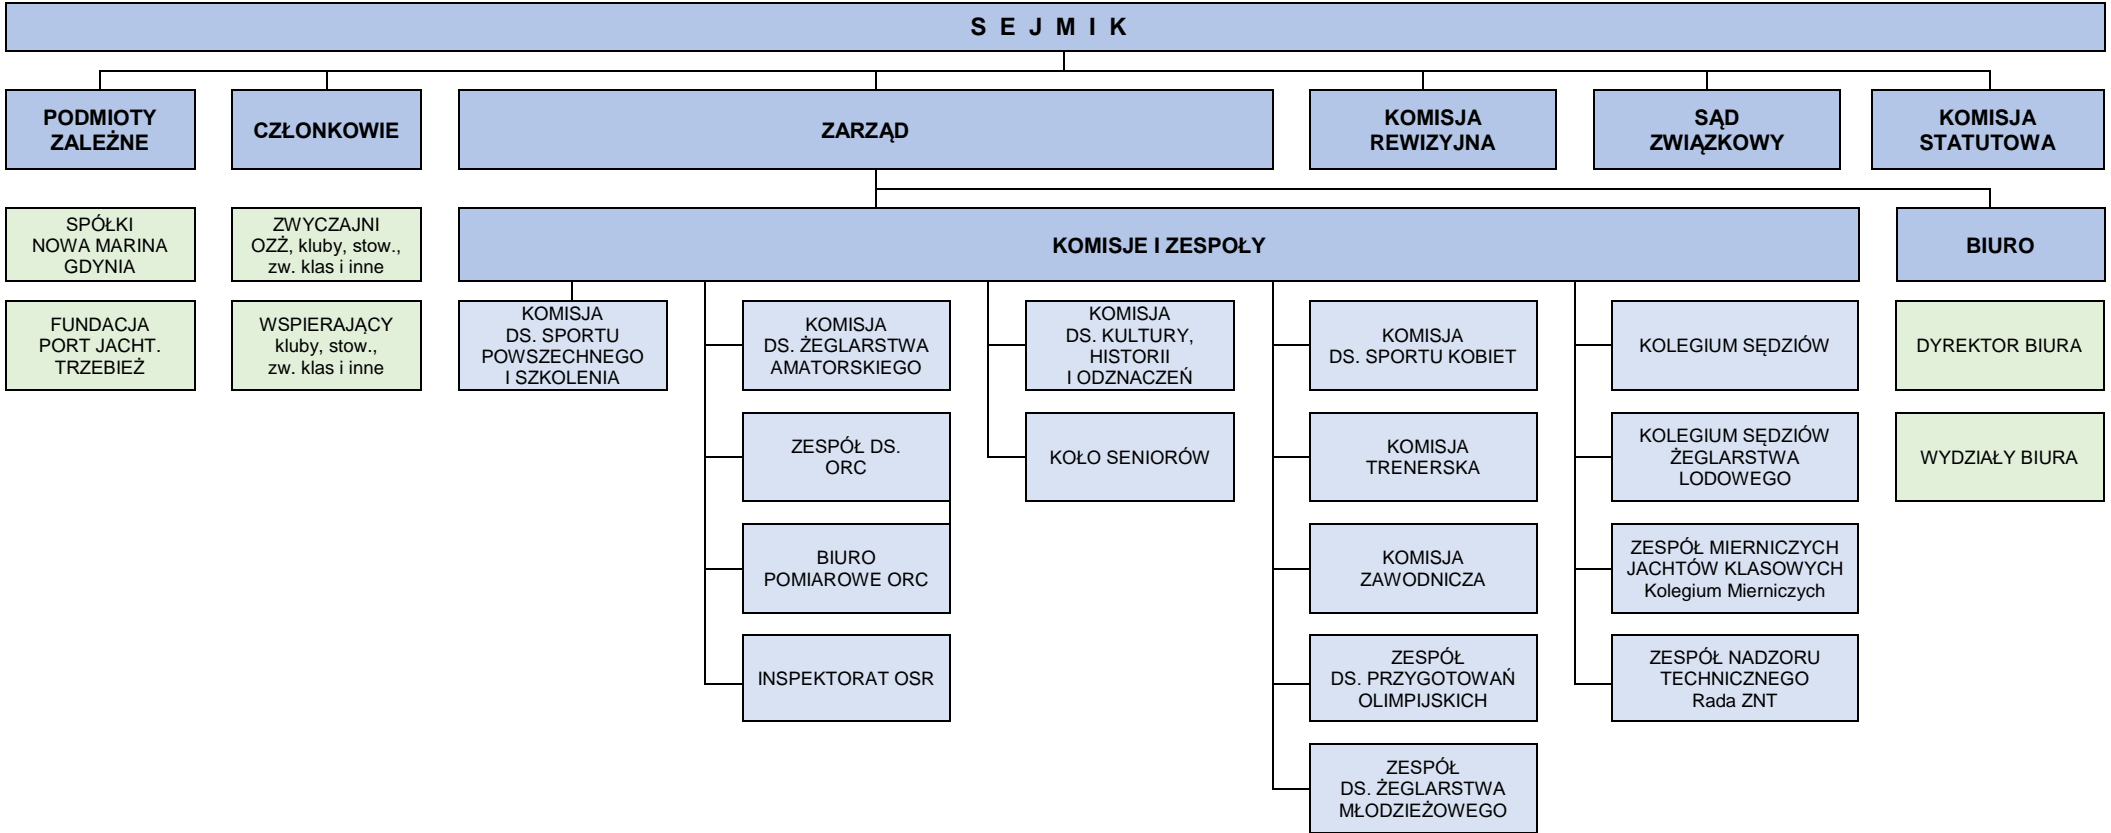 S E J M I K
PODMIOTY
ZALEŻNE
CZŁONKOWIE
ZARZĄD
KOMISJA
REWIZYJNA
SĄD
ZWIĄZKOWY
KOMISJA
STATUTOWA
SPÓŁKI
NOWA MARINA
GDYNIA
ZWYCZAJNI
OZŻ, kluby, stow.,
zw. klas i inne
KOMISJE I ZESPOŁY
BIURO
FUNDACJA
PORT JACHT.
TRZEBIEŻ
WSPIERAJĄCY
kluby, stow.,
zw. klas i inne
KOMISJA
DS. SPORTU
POWSZECHNEGO
I SZKOLENIA
KOMISJA
DS. ŻEGLARSTWA
AMATORSKIEGO
KOMISJA
DS. KULTURY,
HISTORII
I ODZNACZEŃ
KOMISJA
DS. SPORTU KOBIET
KOLEGIUM SĘDZIÓW
DYREKTOR BIURA
ZESPÓŁ DS.
ORC
KOŁO SENIORÓW
KOMISJA
TRENERSKA
KOLEGIUM SĘDZIÓW
ŻEGLARSTWA
LODOWEGO
WYDZIAŁY BIURA
BIURO
POMIAROWE ORC
KOMISJA
ZAWODNICZA
ZESPÓŁ MIERNICZYCH
JACHTÓW KLASOWYCH
Kolegium Mierniczych
INSPEKTORAT OSR
ZESPÓŁ
DS. PRZYGOTOWAŃ
OLIMPIJSKICH
ZESPÓŁ NADZORU
TECHNICZNEGO
Rada ZNT
ZESPÓŁ
DS. ŻEGLARSTWA
MŁODZIEŻOWEGO